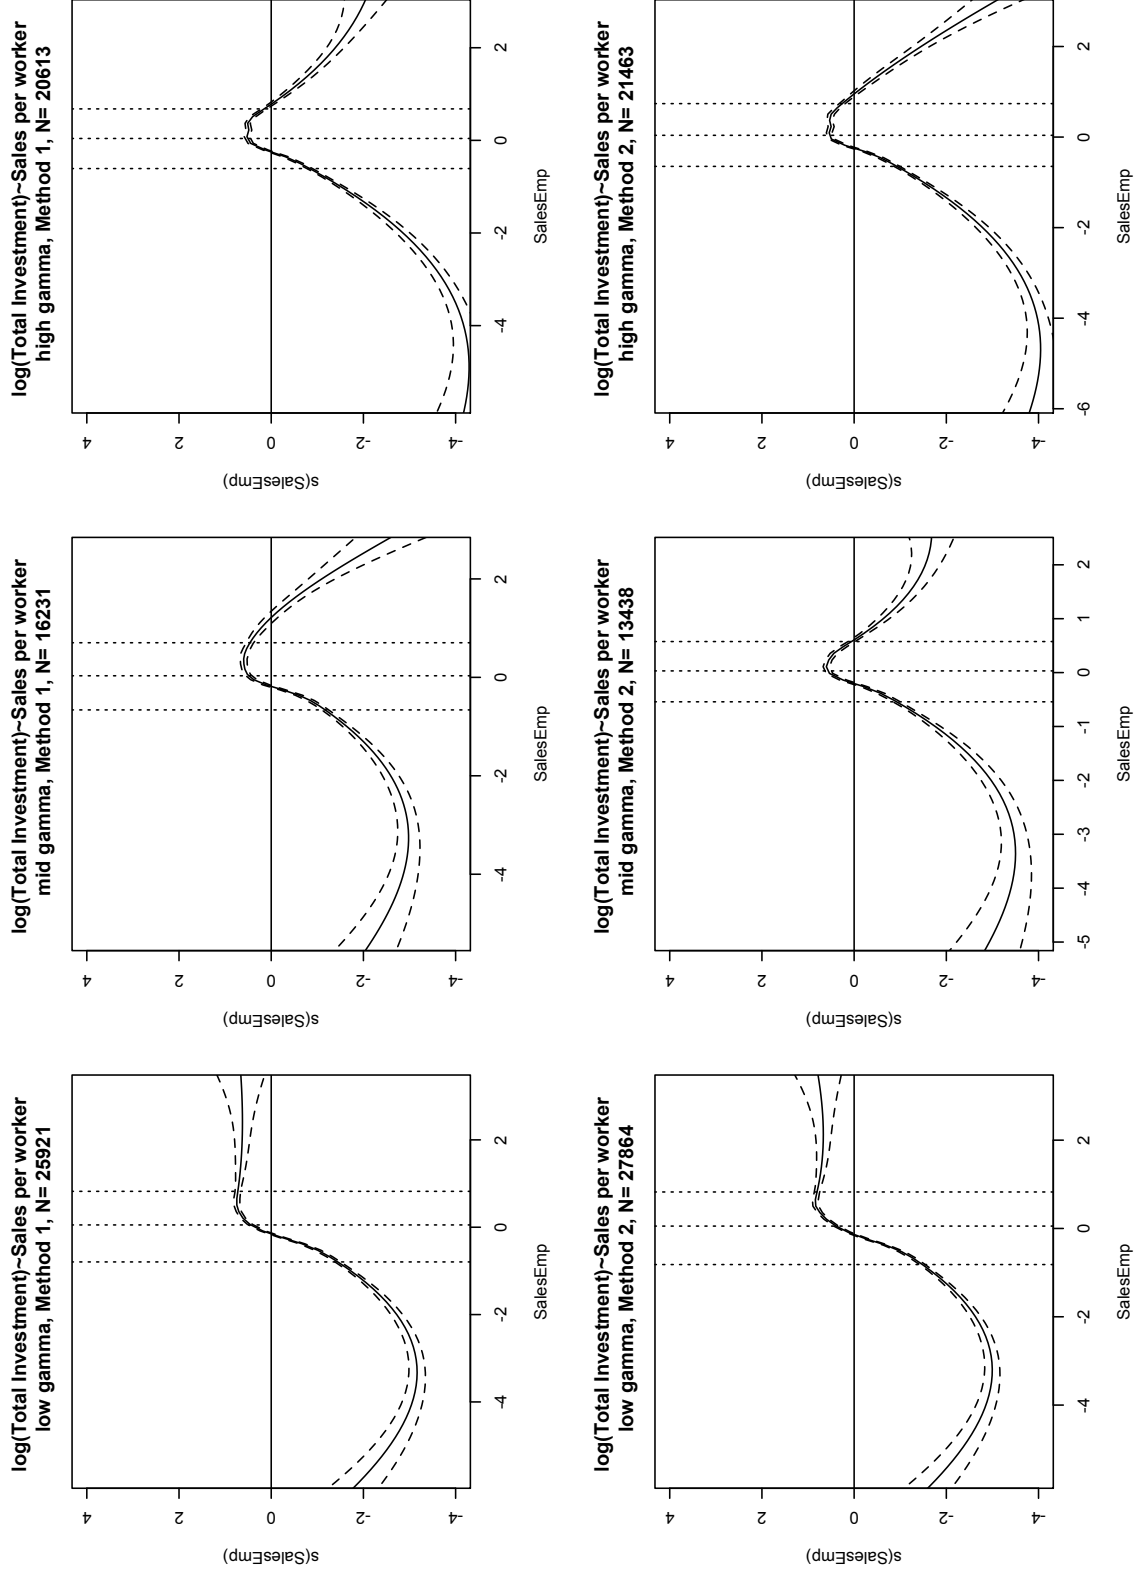 log(Total Investment)~Sales per worker
low gamma, Method 1, N= 25921
s(SalesEmp)
4
2
0
-2
-4
-4 -2 0 2
SalesEmp
log(Total Investment)~Sales per worker
mid gamma, Method 1, N= 16231
s(SalesEmp)
4
2
0
-2
-4
-4 -2 0 2
SalesEmp
log(Total Investment)~Sales per worker
high gamma, Method 1, N= 20613
s(SalesEmp)
4
2
0
-2
-4
-4 -2 0 2
SalesEmp
log(Total Investment)~Sales per worker
low gamma, Method 2, N= 27864
s(SalesEmp)
4
2
0
-2
-4
-4 -2 0 2
SalesEmp
log(Total Investment)~Sales per worker
mid gamma, Method 2, N= 13438
s(SalesEmp)
4
2
0
-2
-4
-5 -4 -3 -2 -1 0 1 2
SalesEmp
log(Total Investment)~Sales per worker
high gamma, Method 2, N= 21463
s(SalesEmp)
4
2
0
-2
-4
-6 -4 -2 0 2
SalesEmp